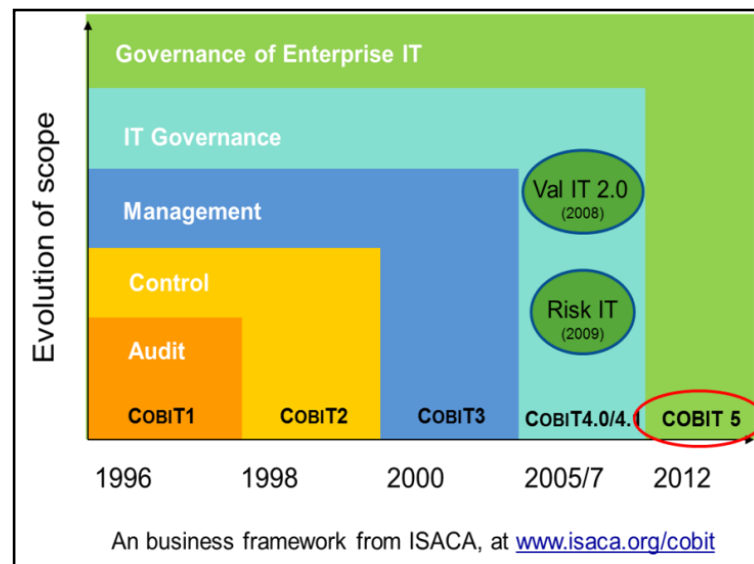 Evolution of scope
Governance of Enterprise IT
IT Governance
Management
Control
Audit
Val IT 2.0
(2008)
Risk IT
(2009)
COBIT1
COBIT2
COBIT3
COBIT4.0/4.1
COBIT 5
1996
1998
2000
2005/7
2012
An business framework from ISACA, at www.isaca.org/cobit